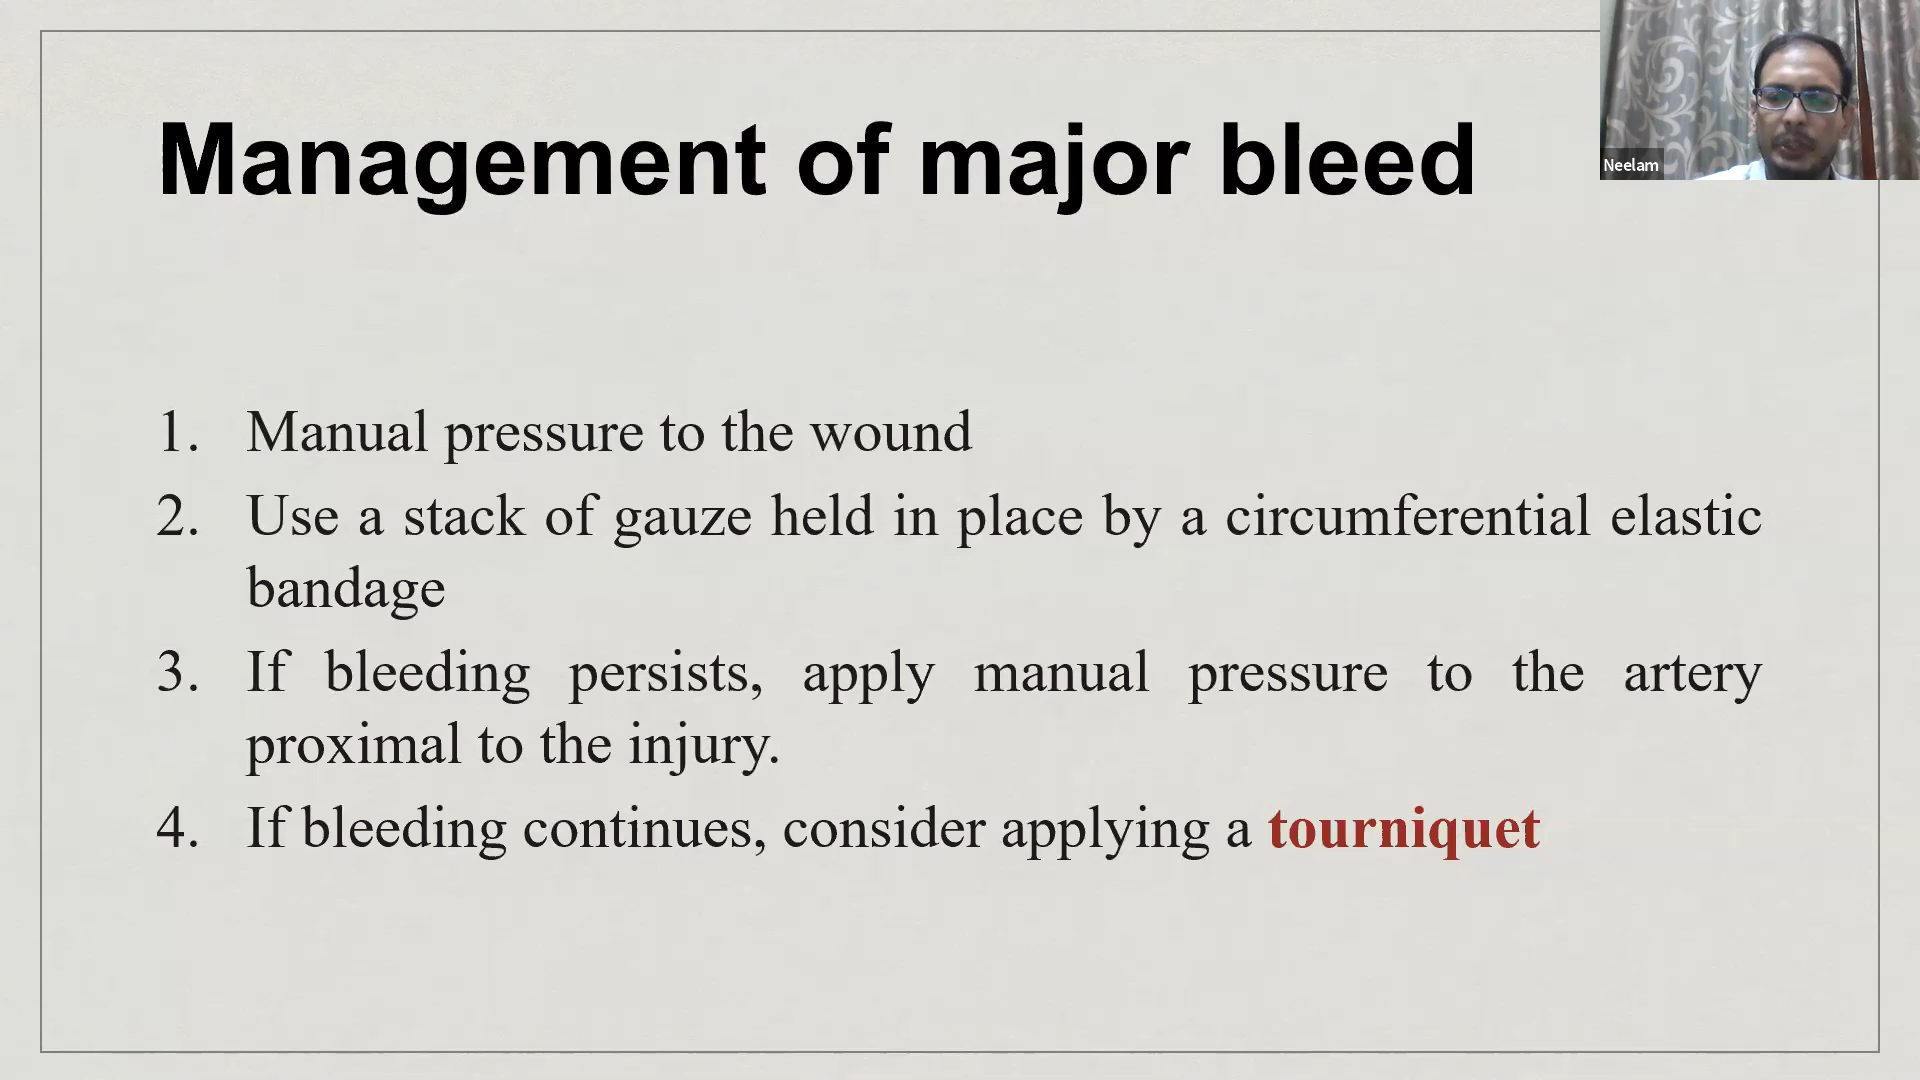 Management of major bleed
Neelam
1. Manual pressure to the wound
2. Use a stack of gauze held in place by a circumferential elastic
bandage
3. If bleeding persists, apply manual pressure to the artery
proximal to the injury.
4. If bleeding continues, consider applying a tourniquet